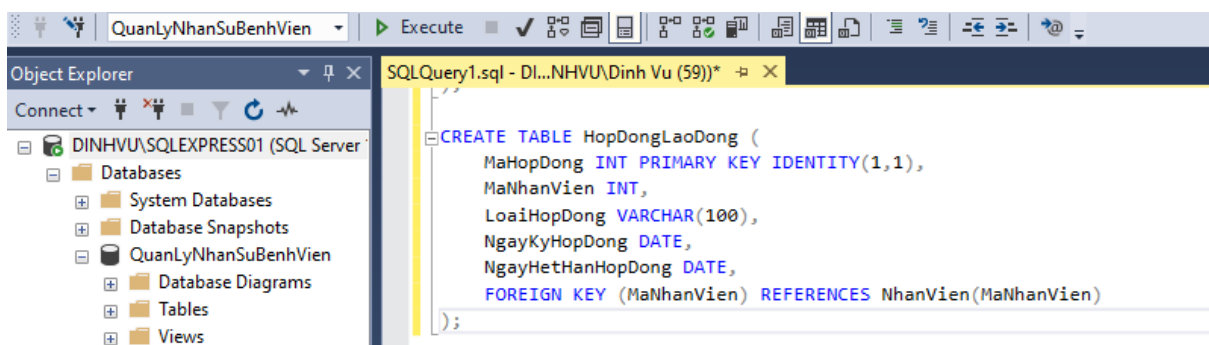 QuanLyNhanSuBenhVien Execute
Object Explorer
SQLQuery1.sql - DI...NHVU\Dinh Vu (59))*
Connect
DINHVU\SQLEXPRESS01 (SQL Server
Databases
System Databases
Database Snapshots
QuanLyNhanSuBenhVien
Database Diagrams
Tables
Views
CREATE TABLE HopDongLaoDong (
MaHopDong INT PRIMARY KEY IDENTITY(1,1),
MaNhanVien INT,
LoaiHopDong VARCHAR(100),
NgayKyHopDong DATE,
NgayHetHanHopDong DATE,
FOREIGN KEY (MaNhanVien) REFERENCES NhanVien(MaNhanVien)
);